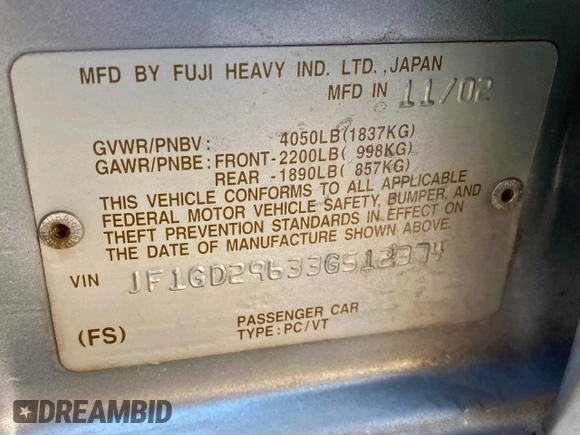 MFD BY FUJI HEAVY IND. LTD.,JAPAN
MFD IN 11/02
GVWR/PNBV: 4050LB(1837KG)
GAWR/PNBE: FRONT-2200LB( 998KG)
REAR -1890LB( 857KG)
THIS VEHICLE CONFORMS TO ALL APPLICABLE
FEDERAL MOTOR VEHICLE SAFETY, BUMPER, AND
THEFT PREVENTION STANDARDS IN EFFECT ON
THE DATE OF MANUFACTURE SHOWN ABOVE.
VIN JF1GD29633G512374
PASSENGER CAR
(FS) TYPE:PC/VT
DREAMBID